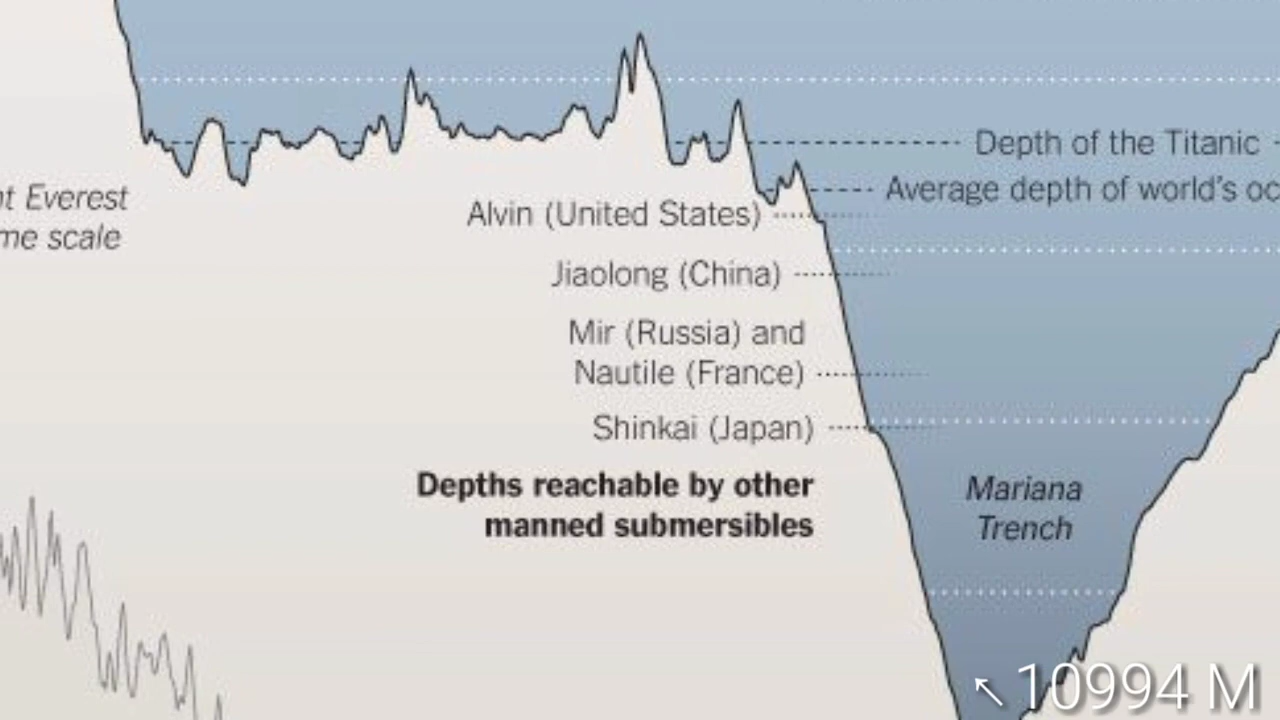 Depth of the Titanic
nt Everest
me scale
Average depth of world's oc
Alvin (United States)
Jiaolong (China)
Mir (Russia) and
Nautile (France)
Shinkai (Japan)
Depths reachable by other
manned submersibles
Mariana
Trench
10994 M